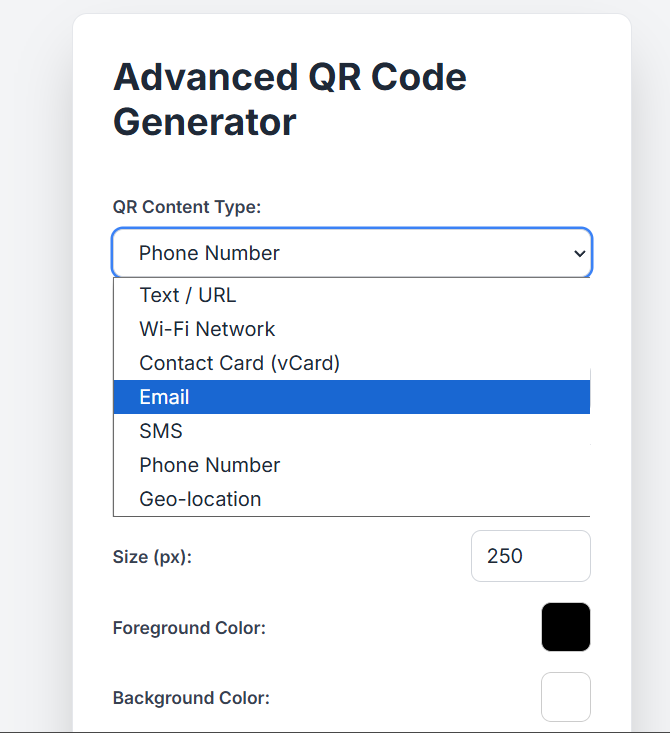 Advanced QR Code
Generator
QR Content Type:
Phone Number
Text / URL
Wi-Fi Network
Contact Card (vCard)
Email
SMS
Phone Number
Geo-location
Size (px):
250
Foreground Color:
Background Color: